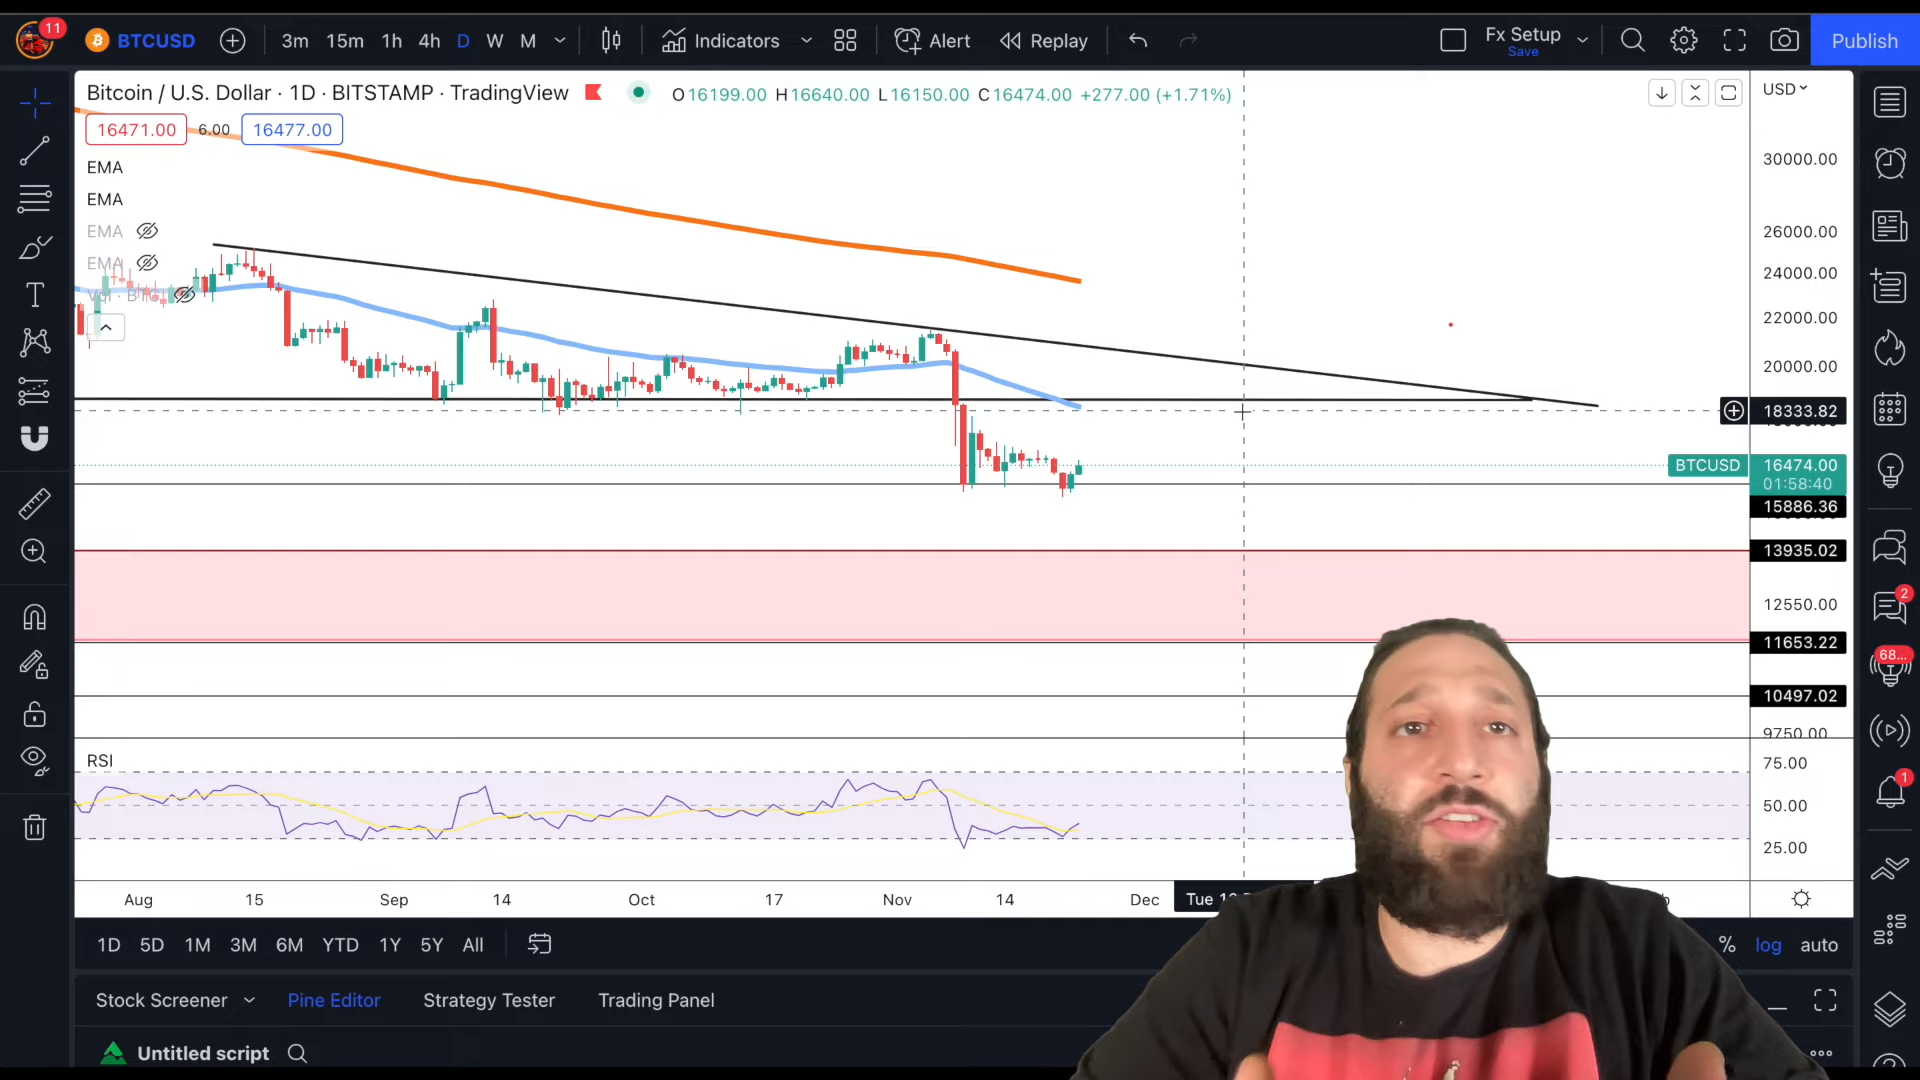 11
BTCUSD
3m 15m 1h 4h D W M
Indicators
Alert
Replay
Fx Setup
Save
Publish
Bitcoin / U.S. Dollar · 1D · BITSTAMP · TradingView
O16199.00 H16640.00 L16150.00 C16474.00 +277.00 (+1.71%)
USD
16471.00 6.00 16477.00
EMA
EMA
EMA
EMA
30000.00
26000.00
24000.00
22000.00
20000.00
18333.82
BTCUSD 16474.00
01:58:40
15886.36
13935.02
12550.00
11653.22
10497.02
9750.00
2
68...
1
RSI
75.00
50.00
25.00
Aug 15 Sep 14 Oct 17 Nov 14 Dec Tue
1D 5D 1M 3M 6M YTD 1Y 5Y All
% log auto
Stock Screener Pine Editor Strategy Tester Trading Panel
Untitled script